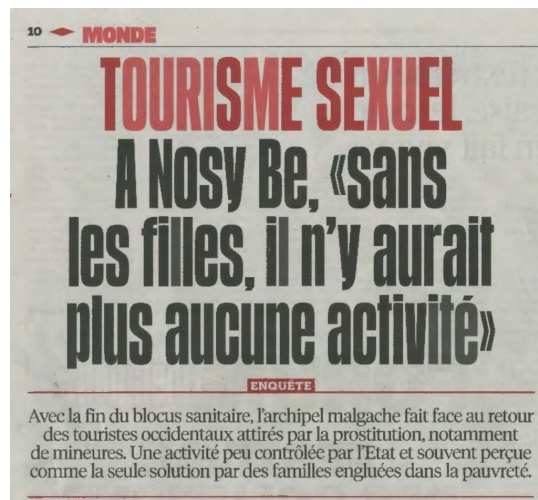 10 MONDE
TOURISME SEXUEL
A Nosy Be, «sans
les filles, il n’y aurait
plus aucune activité»
ENQUÊTE
Avec la fin du blocus sanitaire, l’archipel malgache fait face au retour
des touristes occidentaux attirés par la prostitution, notamment
de mineures. Une activité peu contrôlée par l’Etat et souvent perçue
comme la seule solution par des familles engluées dans la pauvreté.